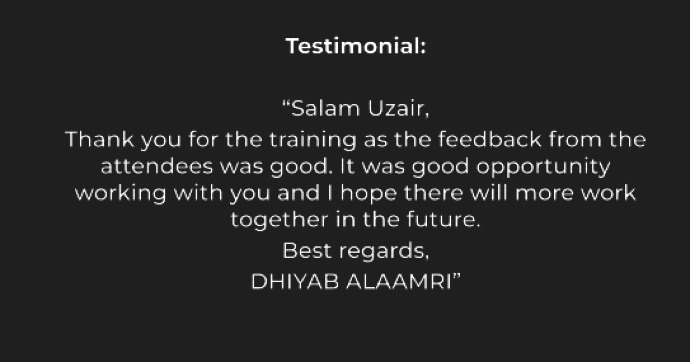 Testimonial:
“Salam Uzair,
Thank you for the training as the feedback from the
attendees was good. It was good opportunity
working with you and I hope there will more work
together in the future.
Best regards,
DHIYAB ALAAMRI”